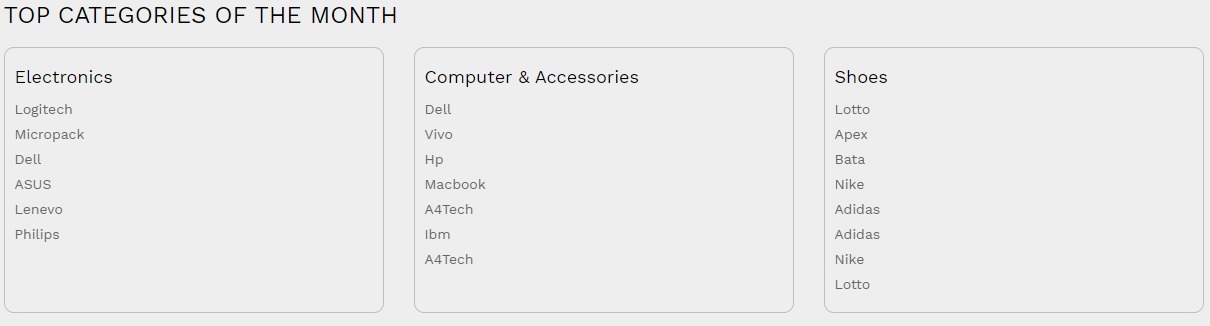 TOP CATEGORIES OF THE MONTH
Electronics
Logitech
Micropack
Dell
ASUS
Lenevo
Philips
Computer & Accessories
Dell
Vivo
Hp
Macbook
A4Tech
Ibm
A4Tech
Shoes
Lotto
Apex
Bata
Nike
Adidas
Adidas
Nike
Lotto